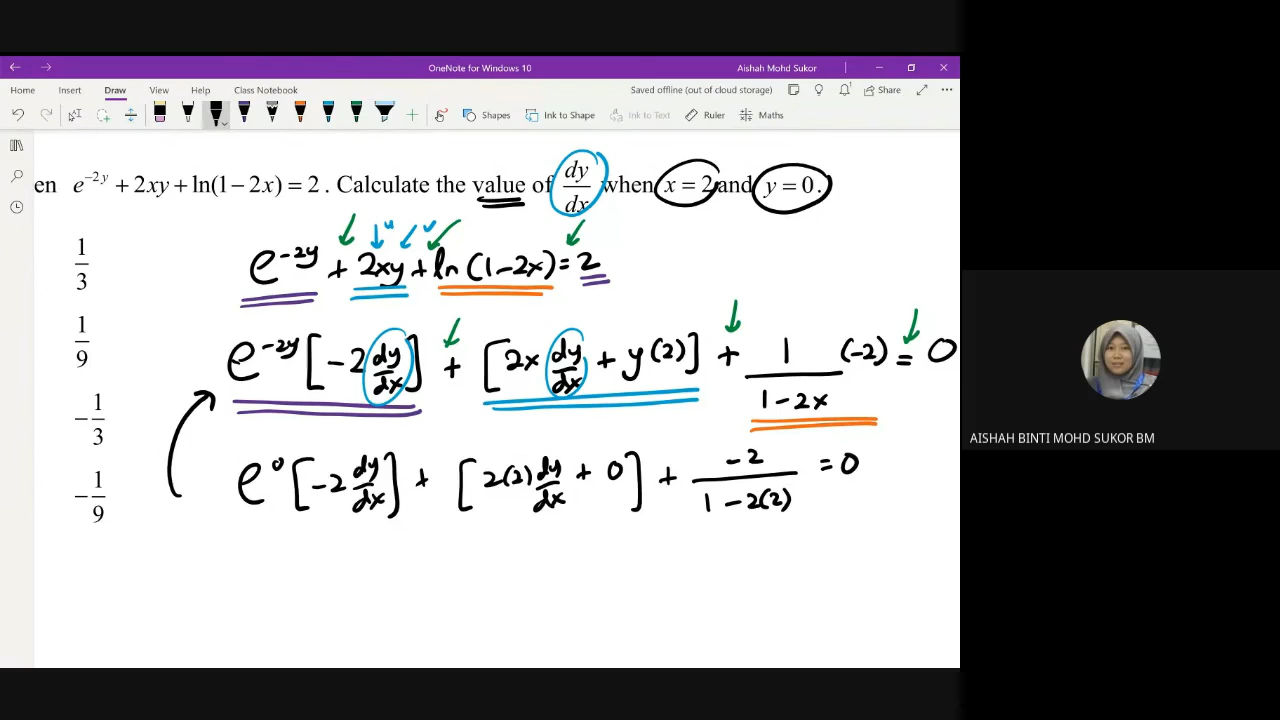 OneNote for Windows 10
Aishah Mohd Sukor
Home Insert Draw View Help Class Notebook
Saved offline (out of cloud storage)
Share
Shapes Ink to Shape Ink to Text Ruler Maths
en e^{-2y} + 2xy + ln(1 − 2x) = 2 . Calculate the value of dy/dx when x = 2 and y = 0.
u v
1/3
e^{-2y} + 2xy + ln (1 − 2x) = 2
1/9
e^{-2y} [−2 dy/dx] + [2x dy/dx + y(2)] + 1/(1 − 2x) (−2) = 0
− 1/3
AISHAH BINTI MOHD SUKOR BM
e^0 [−2 dy/dx] + [2(2) dy/dx + 0] + −2/(1 − 2(2)) = 0
− 1/9